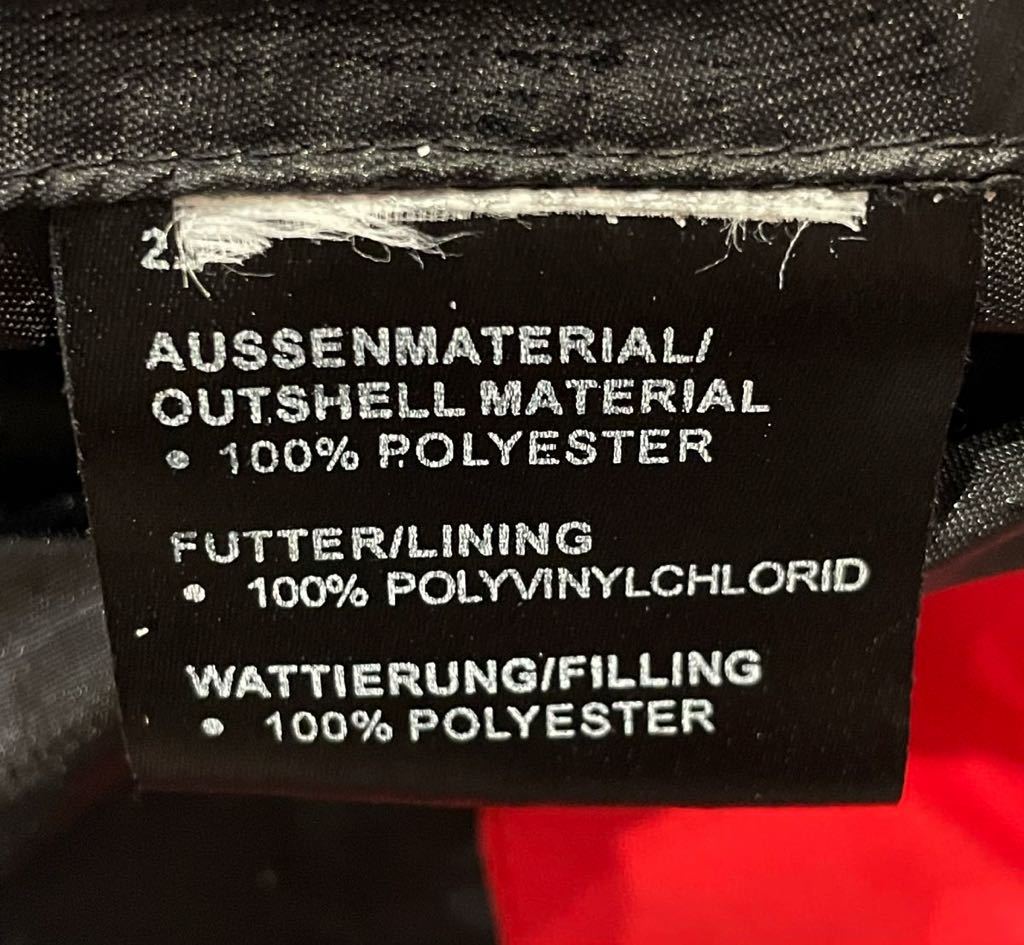 AUSSENMATERIAL/
OUTSHELL MATERIAL
• 100% POLYESTER
FUTTER/LINING
• 100% POLYVINYLCHLORID
WATTIERUNG/FILLING
• 100% POLYESTER